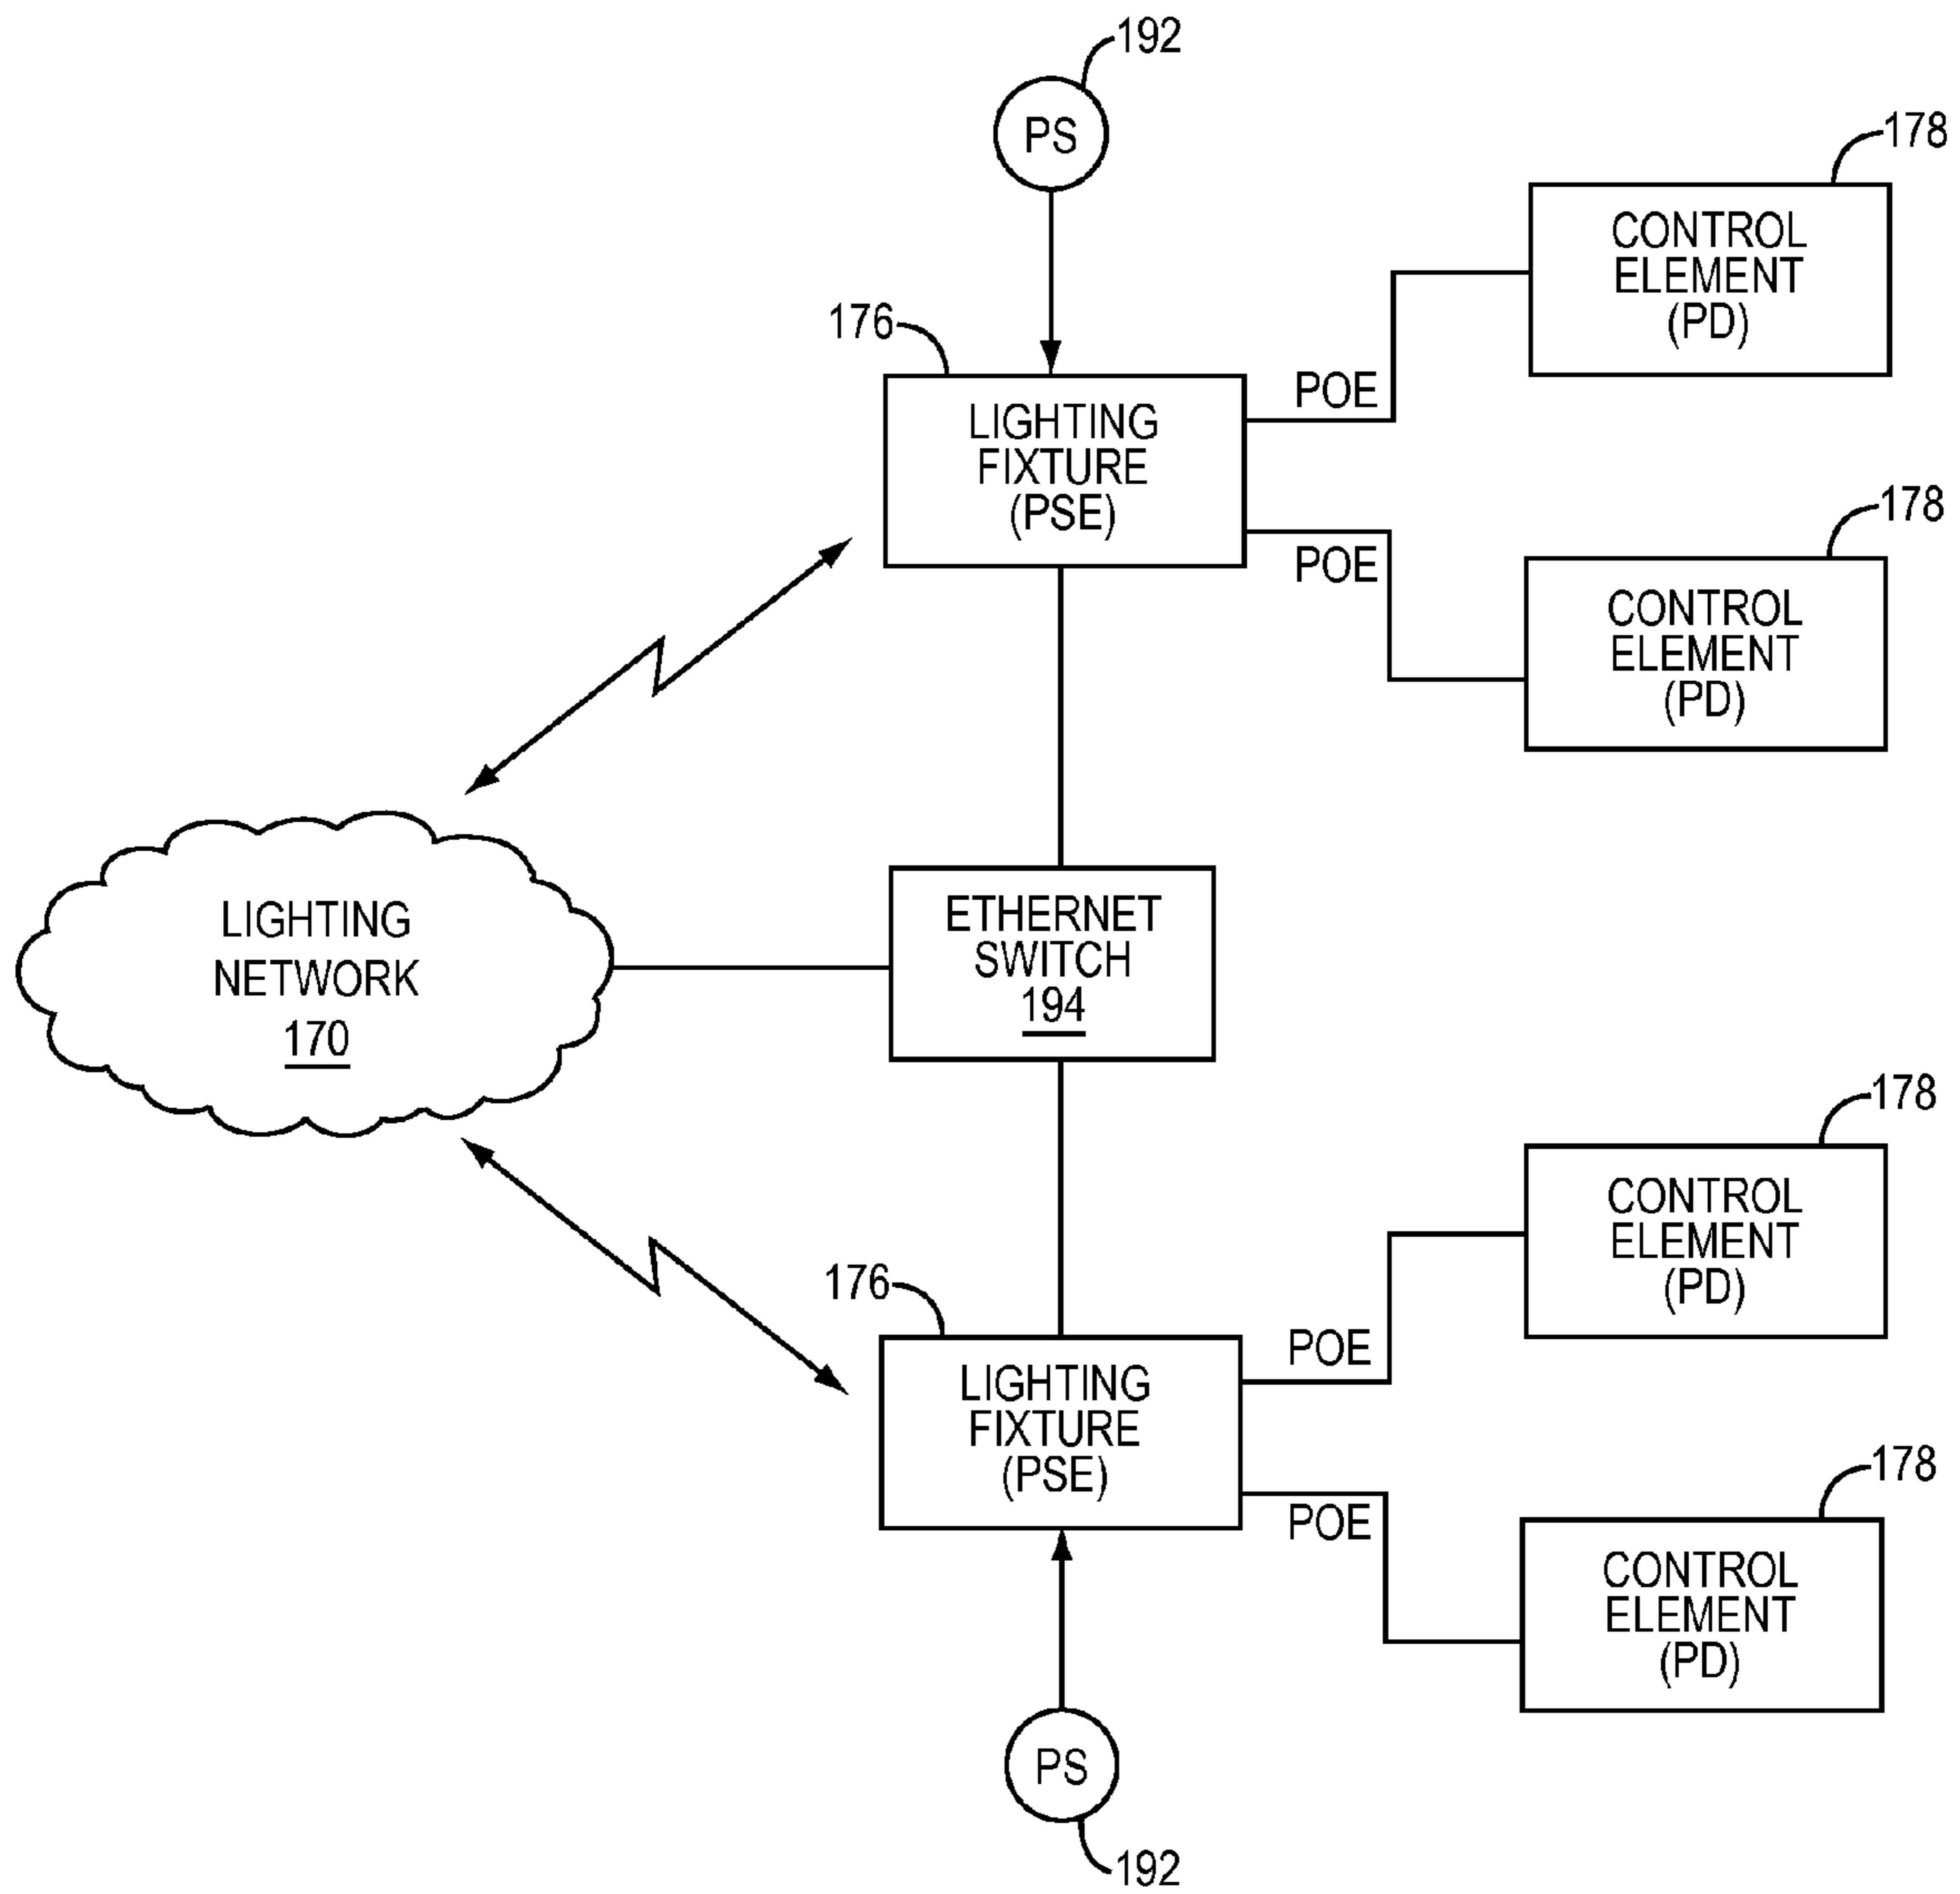 192
PS
178
CONTROL
ELEMENT
(PD)
176
POE
LIGHTING
FIXTURE
(PSE)
178
POE
CONTROL
ELEMENT
(PD)
LIGHTING
NETWORK
170
ETHERNET
SWITCH
194
178
CONTROL
ELEMENT
(PD)
176
POE
LIGHTING
FIXTURE
(PSE)
178
POE
CONTROL
ELEMENT
(PD)
PS
192